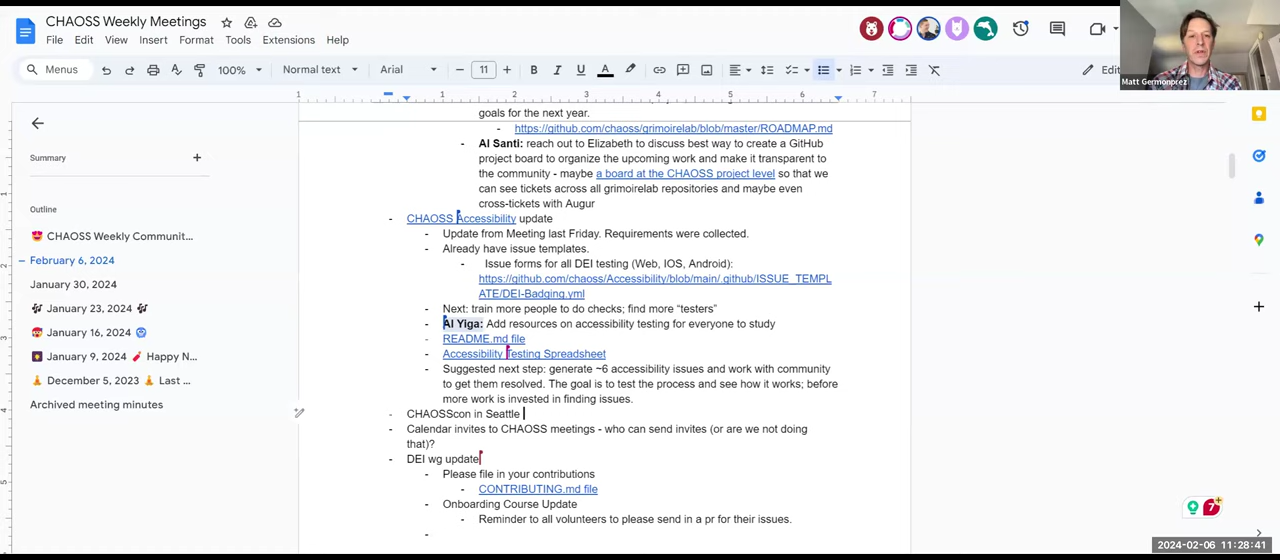 CHAOSS Weekly Meetings
File Edit View Insert Format Tools Extensions Help
Menus 100% Normal text Arial 11 B I U A
Matt Germonprez
1 1 2 3 4 5 6 7
Summary
Outline
CHAOSS Weekly Communit...
February 6, 2024
January 30, 2024
January 23, 2024
January 16, 2024
January 9, 2024 Happy N...
December 5, 2023 Last ...
Archived meeting minutes
goals for the next year.
- https://github.com/chaoss/grimoirelab/blob/master/ROADMAP.md
- AI Santi: reach out to Elizabeth to discuss best way to create a GitHub
project board to organize the upcoming work and make it transparent to
the community - maybe a board at the CHAOSS project level so that we
can see tickets across all grimoirelab repositories and maybe even
cross-tickets with Augur
- CHAOSS Accessibility update
- Update from Meeting last Friday. Requirements were collected.
- Already have issue templates.
- Issue forms for all DEI testing (Web, IOS, Android):
https://github.com/chaoss/Accessibility/blob/main/.github/ISSUE_TEMPL
ATE/DEI-Badging.yml
- Next: train more people to do checks; find more “testers”
- AI Yiga: Add resources on accessibility testing for everyone to study
- README.md file
- Accessibility Testing Spreadsheet
- Suggested next step: generate ~6 accessibility issues and work with community
to get them resolved. The goal is to test the process and see how it works; before
more work is invested in finding issues.
- CHAOSScon in Seattle
- Calendar invites to CHAOSS meetings - who can send invites (or are we not doing
that)?
- DEI wg update
- Please file in your contributions
- CONTRIBUTING.md file
- Onboarding Course Update
- Reminder to all volunteers to please send in a pr for their issues.
-
7
2024-02-06 11:28:41